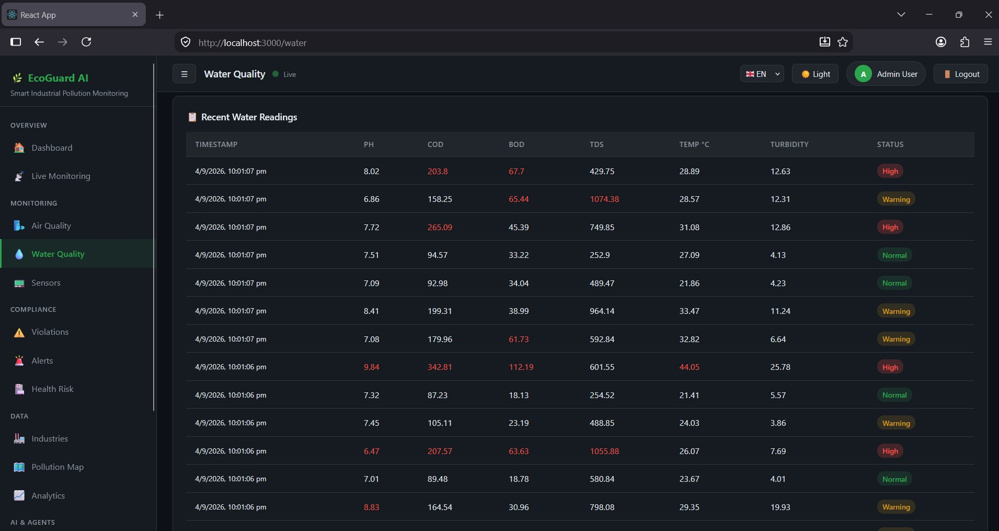 React App
http://localhost:3000/water
EcoGuard AI
Smart Industrial Pollution Monitoring
OVERVIEW
Dashboard
Live Monitoring
MONITORING
Air Quality
Water Quality
Sensors
COMPLIANCE
Violations
Alerts
Health Risk
DATA
Industries
Pollution Map
Analytics
AI & AGENTS
Water Quality Live EN Light A Admin User Logout
Recent Water Readings
TIMESTAMP PH COD BOD TDS TEMP °C TURBIDITY STATUS
4/9/2026, 10:01:07 pm 8.02 203.8 67.7 429.75 28.89 12.63 High
4/9/2026, 10:01:07 pm 6.86 158.25 65.44 1074.38 28.57 12.31 Warning
4/9/2026, 10:01:07 pm 7.72 265.09 45.39 749.85 31.08 12.86 High
4/9/2026, 10:01:07 pm 7.51 94.57 33.22 252.9 27.09 4.13 Normal
4/9/2026, 10:01:07 pm 7.09 92.98 34.04 489.47 21.86 4.23 Normal
4/9/2026, 10:01:07 pm 8.41 199.31 38.99 964.14 33.47 11.24 Warning
4/9/2026, 10:01:07 pm 7.08 179.96 61.73 592.84 32.82 6.64 Warning
4/9/2026, 10:01:06 pm 9.84 342.81 112.19 601.55 44.05 25.78 High
4/9/2026, 10:01:06 pm 7.32 87.23 18.13 254.52 21.41 5.57 Normal
4/9/2026, 10:01:06 pm 7.45 105.11 23.19 488.85 24.03 3.86 Warning
4/9/2026, 10:01:06 pm 6.47 207.57 63.63 1055.88 26.07 7.69 High
4/9/2026, 10:01:06 pm 7.01 89.48 18.78 580.84 23.67 4.01 Normal
4/9/2026, 10:01:06 pm 8.83 164.54 30.96 798.08 29.35 19.93 Warning